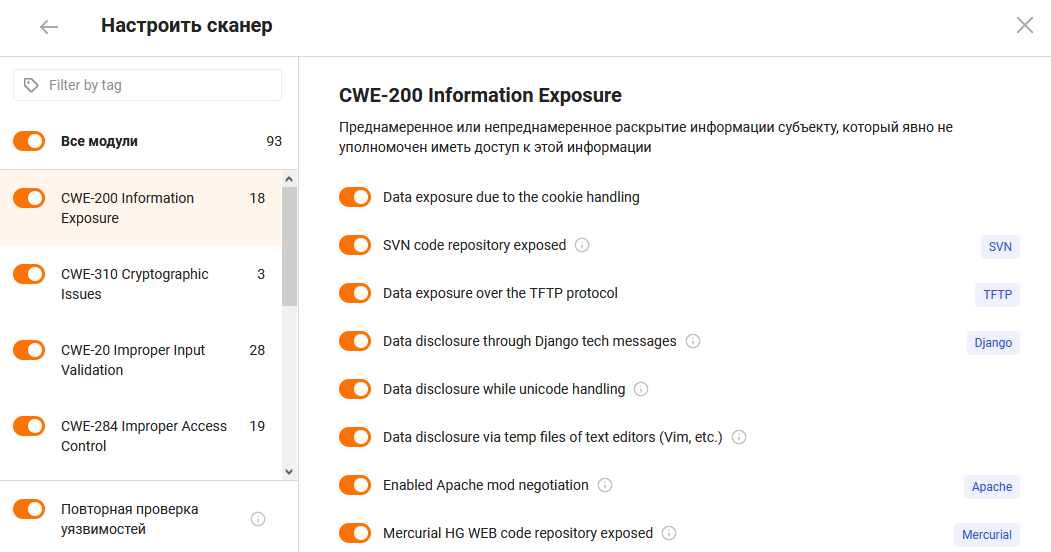 Настроить сканер
Filter by tag
Все модули 93
CWE-200 Information 18
Exposure
CWE-310 Cryptographic 3
Issues
CWE-20 Improper Input 28
Validation
CWE-284 Improper Access 19
Control
Повторная проверка
уязвимостей
CWE-200 Information Exposure
Преднамеренное или непреднамеренное раскрытие информации субъекту, который явно не
уполномочен иметь доступ к этой информации
Data exposure due to the cookie handling
SVN code repository exposed SVN
Data exposure over the TFTP protocol TFTP
Data disclosure through Django tech messages Django
Data disclosure while unicode handling
Data disclosure via temp files of text editors (Vim, etc.)
Enabled Apache mod negotiation Apache
Mercurial HG WEB code repository exposed Mercurial